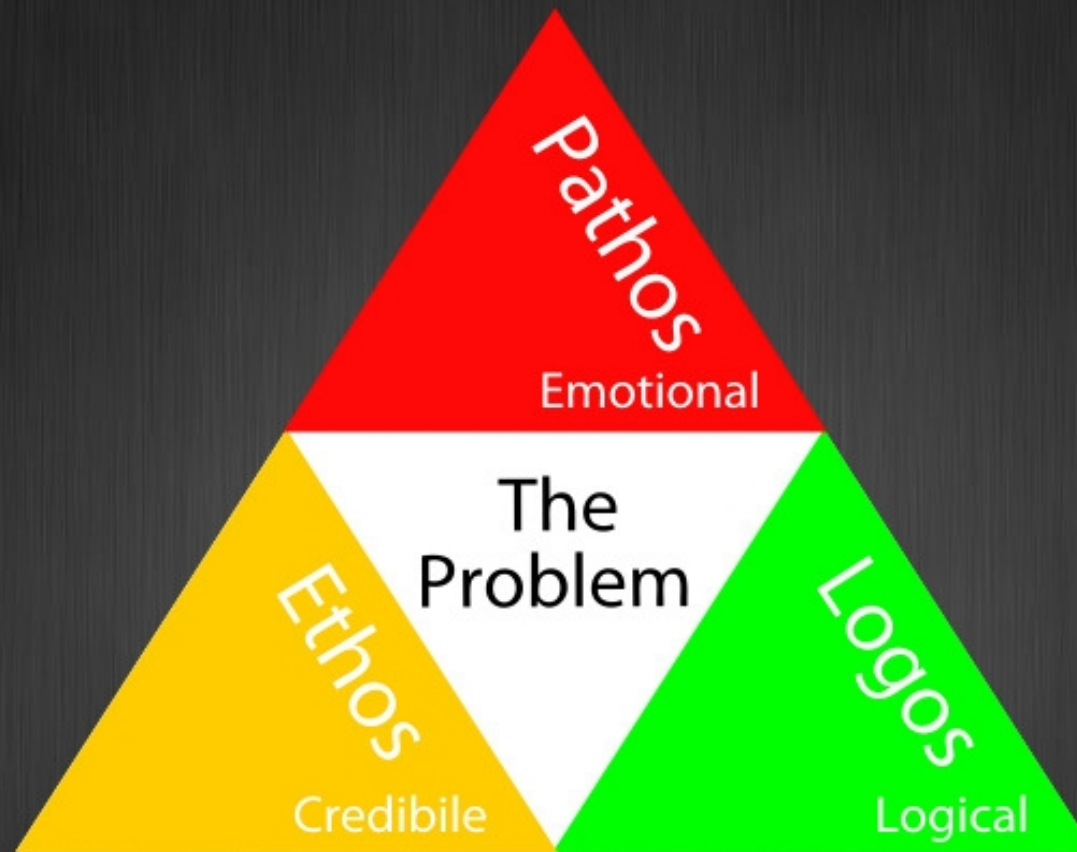 Pathos
Emotional
The
Problem
Ethos
Credibile
Logos
Logical